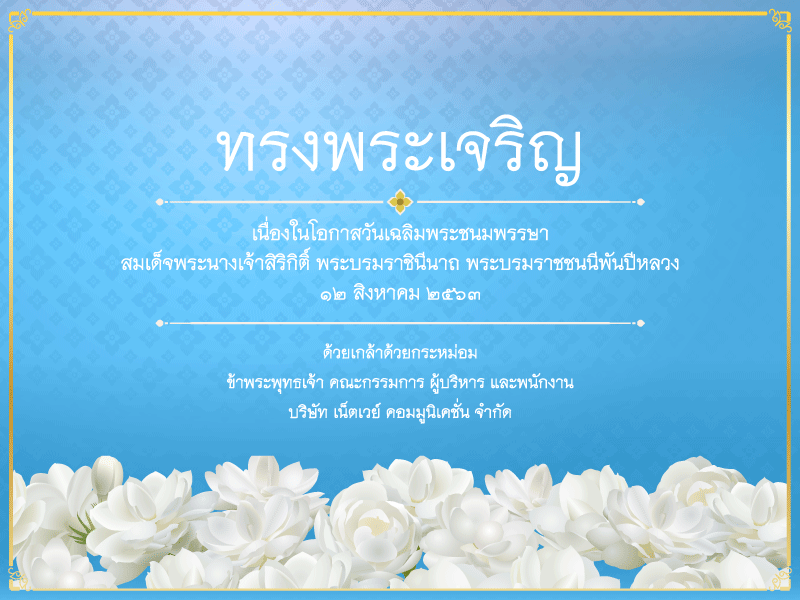 ทรงพระเจริญ
เนื่องในโอกาสวันเฉลิมพระชนมพรรษา
สมเด็จพระนางเจ้าสิริกิติ์ พระบรมราชินีนาถ พระบรมราชชนนีพันปีหลวง
๑๒ สิงหาคม ๒๕๖๓
ด้วยเกล้าด้วยกระหม่อม
ข้าพระพุทธเจ้า คณะกรรมการ ผู้บริหาร และพนักงาน
บริษัท เน็ตเวย์ คอมมูนิเคชั่น จำกัด